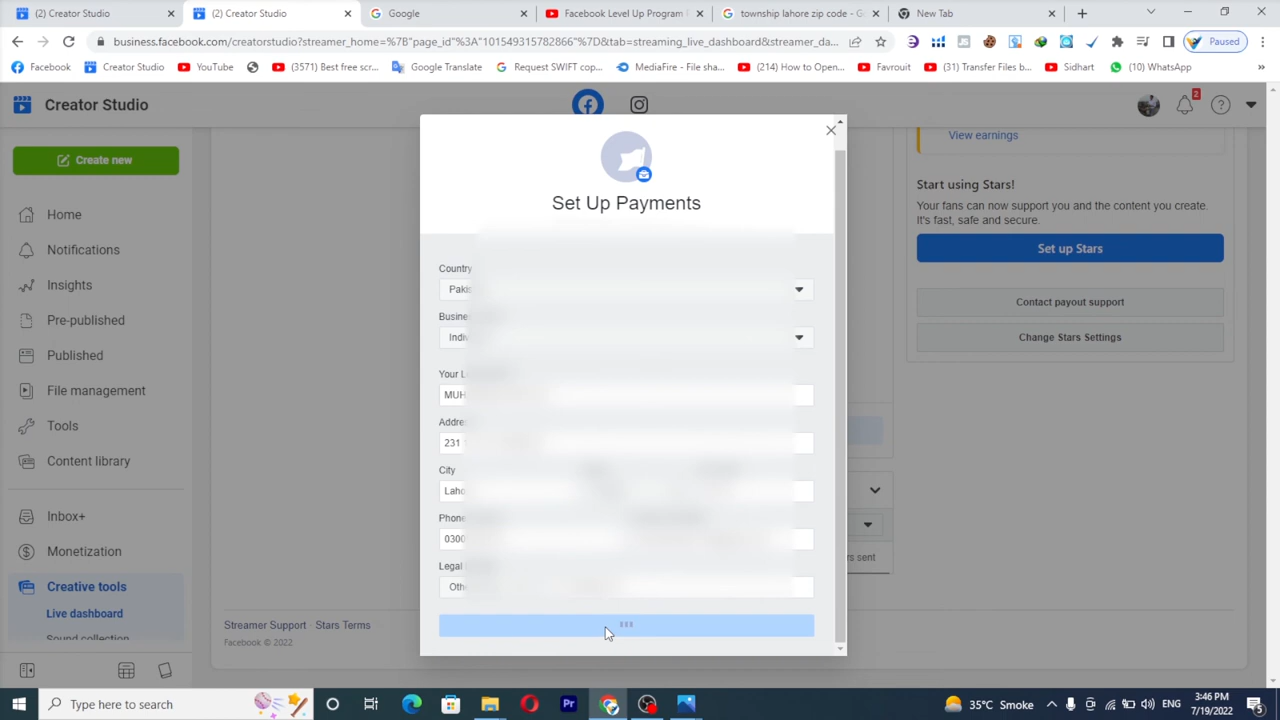 (2) Creator Studio
(2) Creator Studio
Google
Facebook Level Up Program
township lahore zip code - G
New Tab
business.facebook.com/creatorstudio?streamer_home=%7B"page_id"%3A"101549315782866"%7D&tab=streaming_live_dashboard&streamer_da...
Paused
Facebook
Creator Studio
YouTube
(3571) Best free scr...
Google Translate
Request SWIFT cop...
MediaFire - File sha...
(214) How to Open...
Favrouit
(31) Transfer Files b...
Sidhart
(10) WhatsApp
Creator Studio
2
Create new
Home
Notifications
Insights
Pre-published
Published
File management
Tools
Content library
Inbox+
Monetization
Creative tools
Live dashboard
Sound collection
Set Up Payments
Country
Pakis
Busine
Indiv
Your L
MUH
Addre
231
City
Laho
Phone
0300
Legal
Othe
View earnings
Start using Stars!
Your fans can now support you and the content you create.
It's fast, safe and secure.
Set up Stars
Contact payout support
Change Stars Settings
rs sent
Streamer Support · Stars Terms
Facebook © 2022
Type here to search
35°C Smoke
ENG
3:46 PM
7/19/2022
5